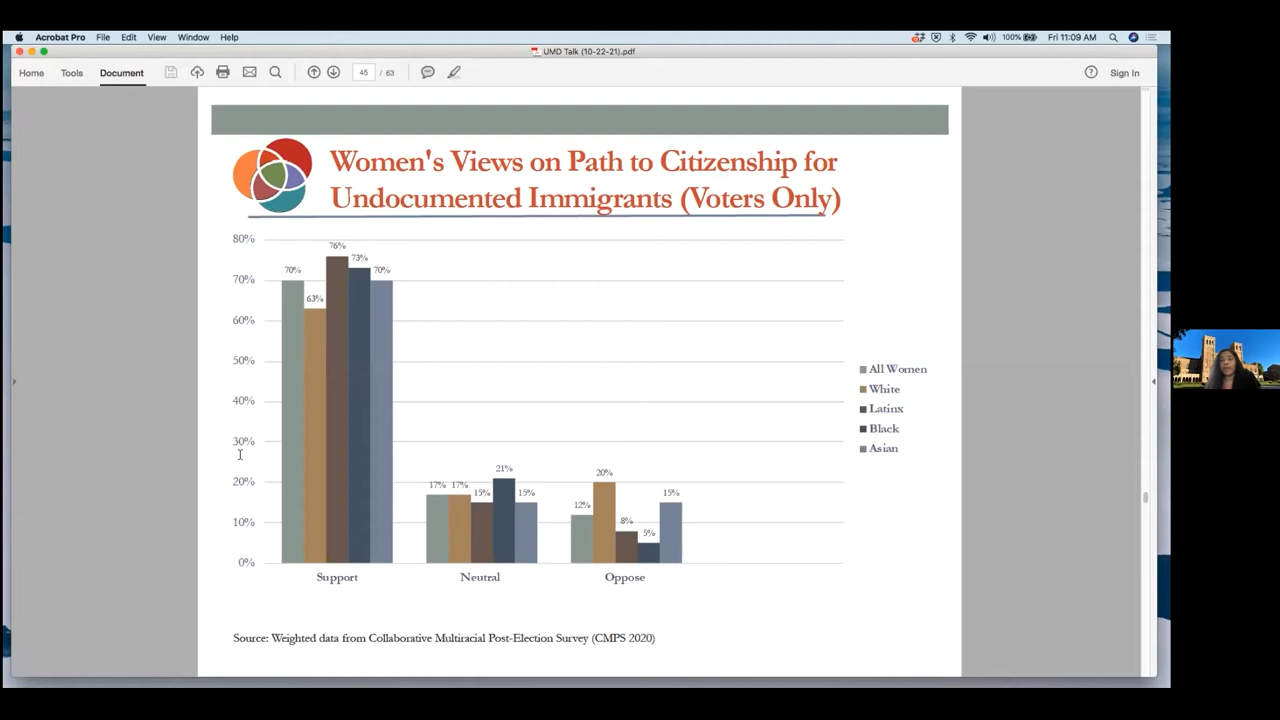 Acrobat Pro File Edit View Window Help
100% Fri 11:09 AM
UMD Talk (10-22-21).pdf
Home Tools Document
45 / 63
Sign In
Women's Views on Path to Citizenship for
Undocumented Immigrants (Voters Only)
80%
70%
60%
50%
40%
30%
20%
10%
0%
70% 63% 76% 73% 70%
17% 17% 15% 21% 15%
12% 20% 8% 5% 15%
Support Neutral Oppose
All Women
White
Latinx
Black
Asian
Source: Weighted data from Collaborative Multiracial Post-Election Survey (CMPS 2020)